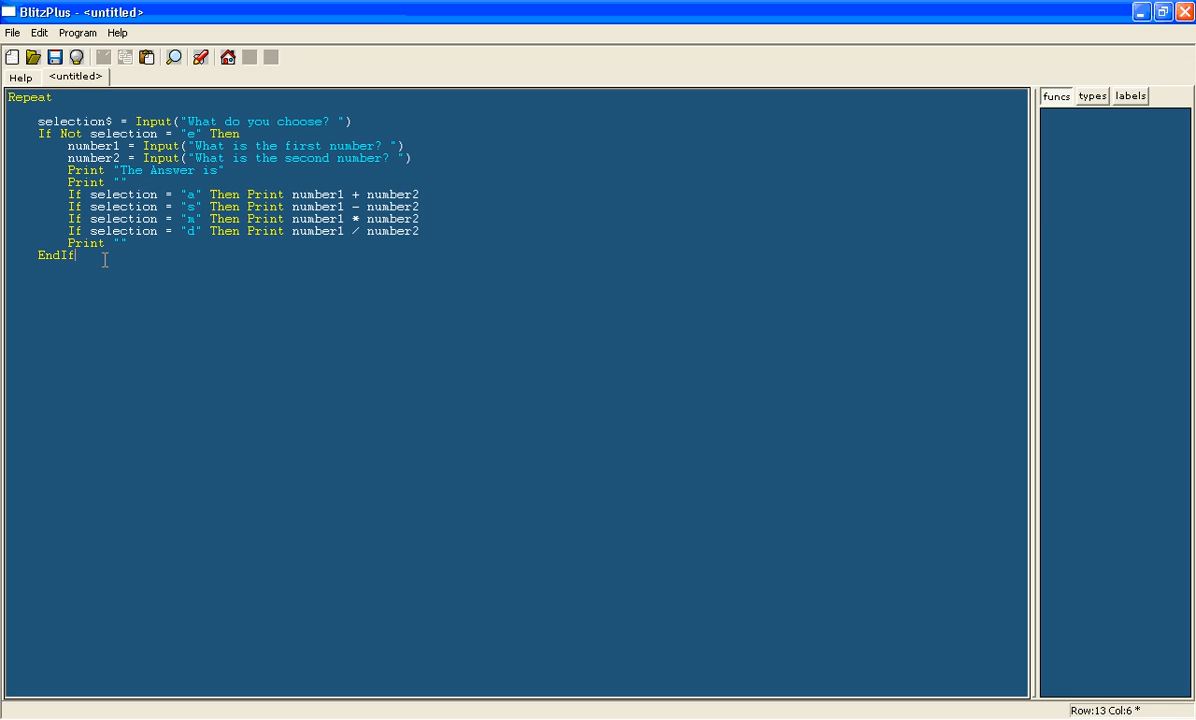 BlitzPlus - <untitled>
File Edit Program Help
Help <untitled>
funcs types labels
Repeat
selection$ = Input("What do you choose? ")
If Not selection = "e" Then
number1 = Input("What is the first number? ")
number2 = Input("What is the second number? ")
Print "The Answer is"
Print ""
If selection = "a" Then Print number1 + number2
If selection = "s" Then Print number1 - number2
If selection = "m" Then Print number1 * number2
If selection = "d" Then Print number1 / number2
Print ""
EndIf
Row:13 Col:6 *